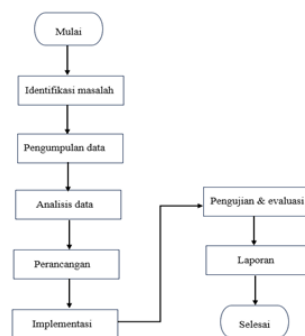 Mulai
Identifikasi masalah
Pengumpulan data
Analisis data
Perancangan
Implementasi
Pengujian & evaluasi
Laporan
Selesai